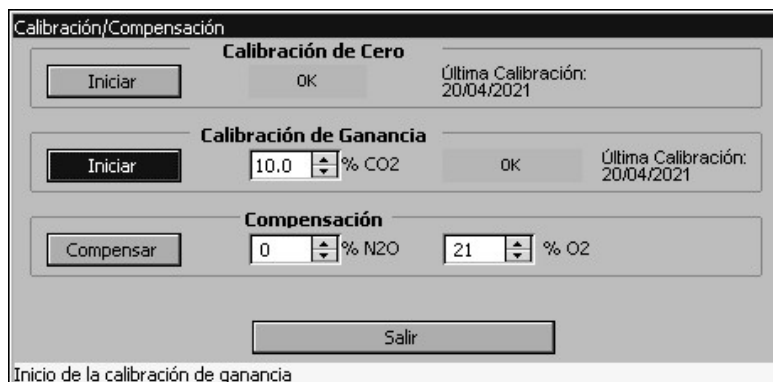 Calibración/Compensación
Calibración de Cero
Iniciar
OK
Última Calibración:
20/04/2021
Calibración de Ganancia
Iniciar
10.0
% CO2
OK
Última Calibración:
20/04/2021
Compensación
Compensar
0
% N2O
21
% O2
Salir
Inicio de la calibración de ganancia